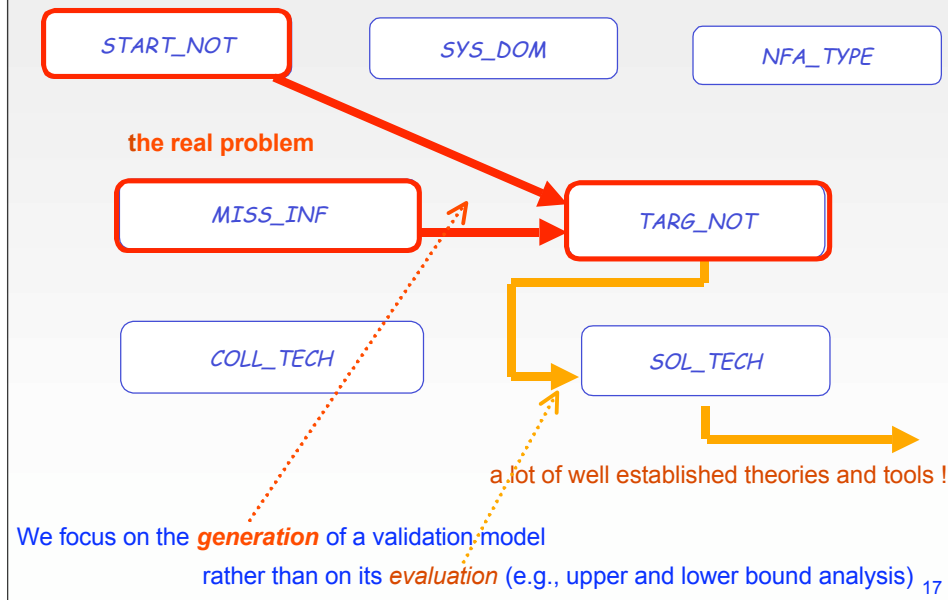 START_NOT
SYS_DOM
NFA_TYPE
the real problem
MISS_INF
TARG_NOT
COLL_TECH
SOL_TECH
a lot of well established theories and tools !
We focus on the generation of a validation model
rather than on its evaluation (e.g., upper and lower bound analysis)
17